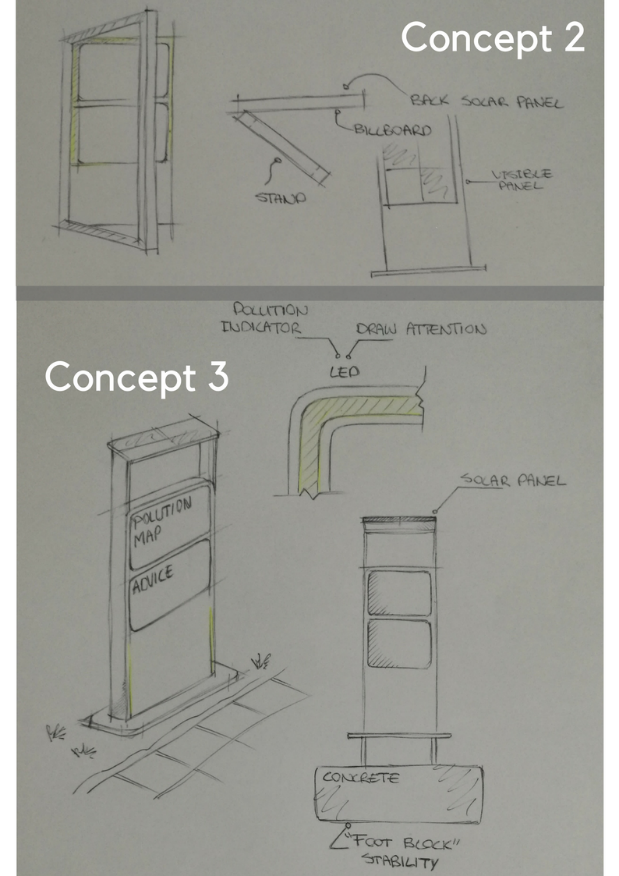 Concept 2
BACK SOLAR PANEL
BILLBOARD
VISIBLE
PANEL
STAND
POLLUTION
INDICATOR
DRAW ATTENTION
LED
Concept 3
SOLAR PANEL
POLUTION
MAP
ADVICE
CONCRETE
"FOOT BLOCK"
STABILITY